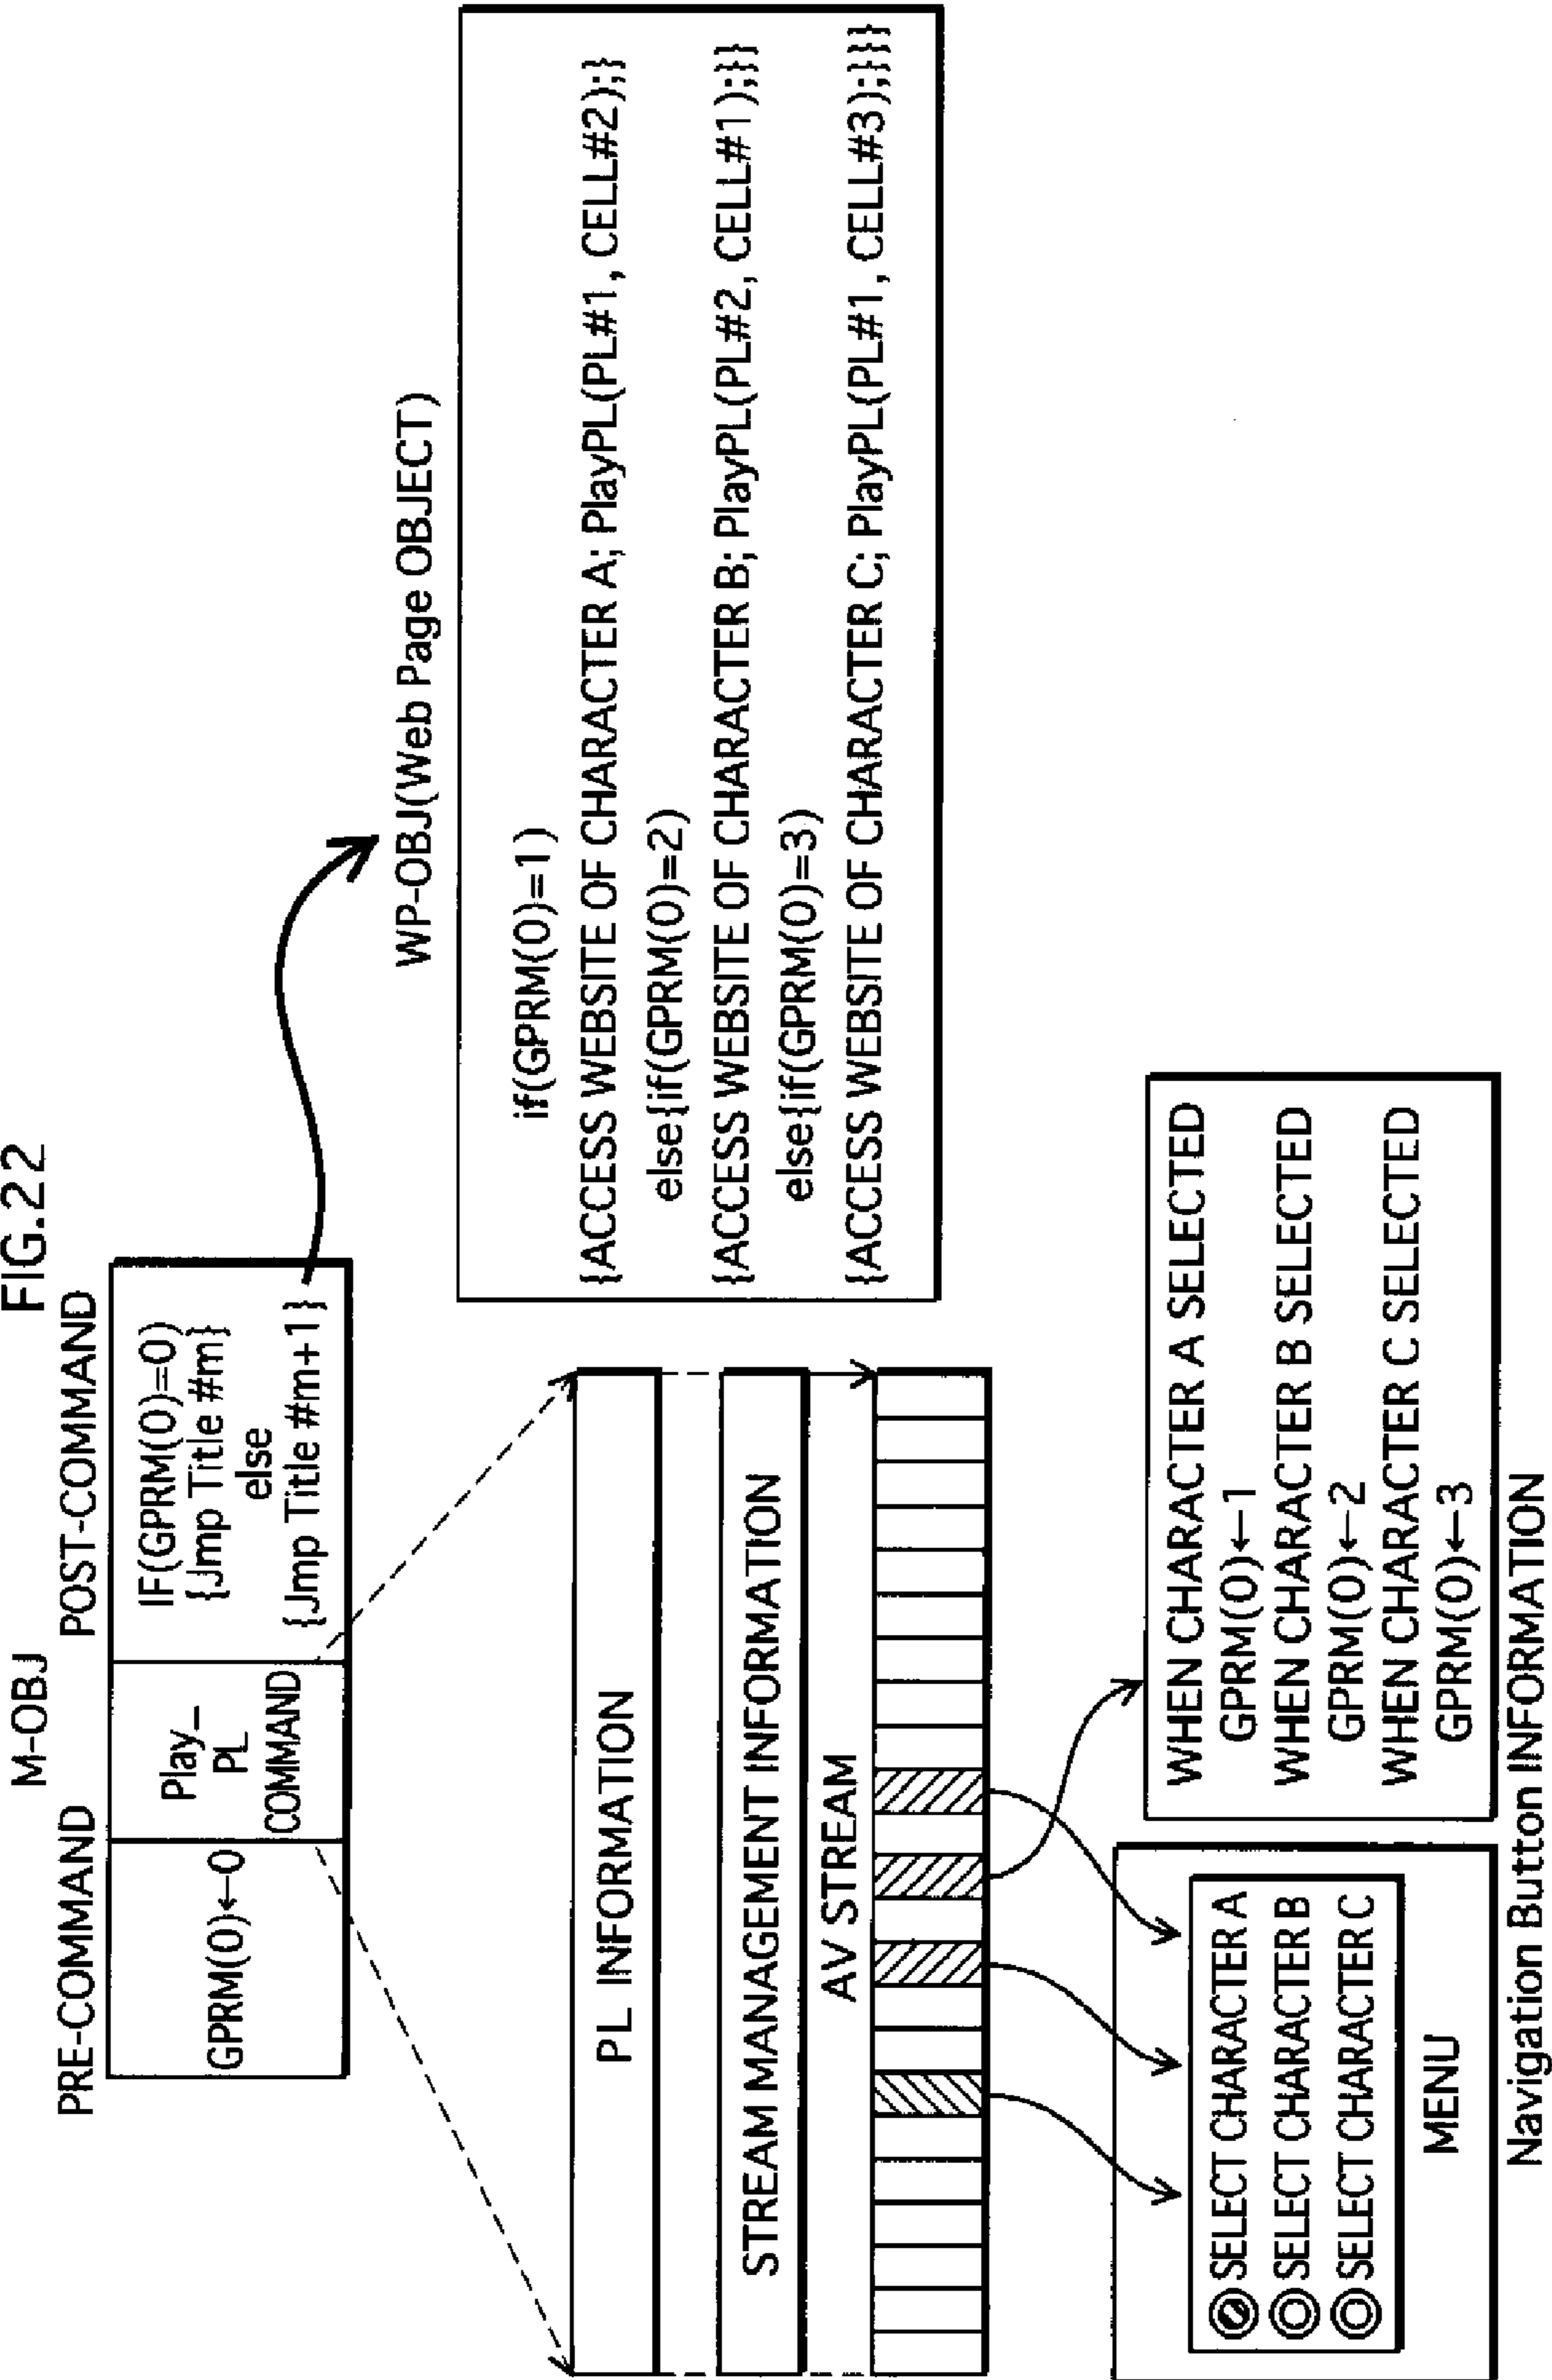 FIG.22
M-OBJ
PRE-COMMAND
POST-COMMAND
GPRM(0)←0
Play_
PL
COMMAND
IF(GPRM(0)=0)
{Jmp Title #m}
else
{Jmp Title #m+1}
WP-OBJ(Web Page OBJECT)
if(GPRM(0)=1)
{ACCESS WEBSITE OF CHARACTER A; PlayPL(PL#1, CELL#2);}
else{if(GPRM(0)=2)
{ACCESS WEBSITE OF CHARACTER B; PlayPL(PL#2, CELL#1);}}
else{if(GPRM(0)=3)
{ACCESS WEBSITE OF CHARACTER C; PlayPL(PL#1, CELL#3);}}}
PL INFORMATION
STREAM MANAGEMENT INFORMATION
AV STREAM
SELECT CHARACTER A
SELECT CHARACTER B
SELECT CHARACTER C
MENU
WHEN CHARACTER A SELECTED
GPRM(0)←1
WHEN CHARACTER B SELECTED
GPRM(0)←2
WHEN CHARACTER C SELECTED
GPRM(0)←3
Navigation Button INFORMATION